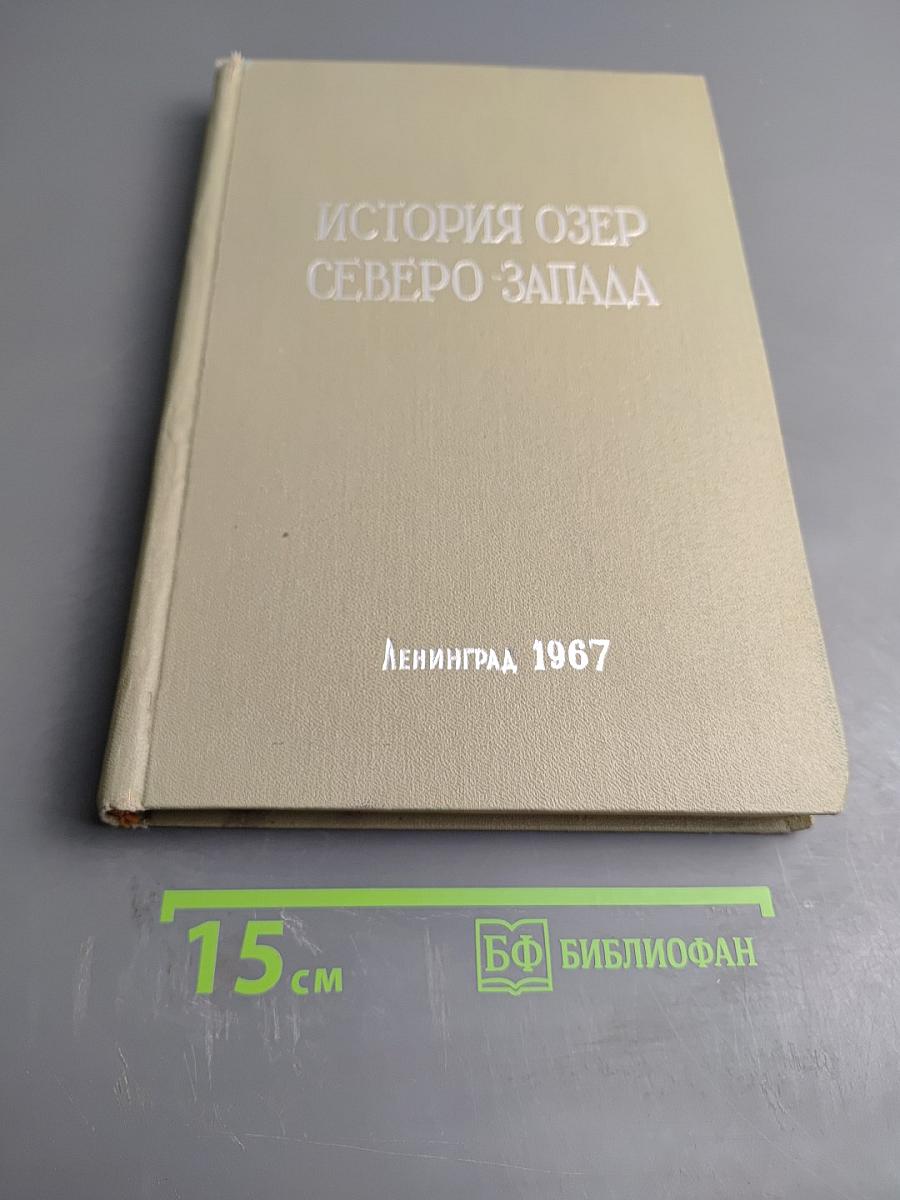 ИСТОРИЯ ОЗЕР
СЕВЕРО-ЗАПАДА
Ленинград 1967
15 см
БФ БИБЛИОФАН